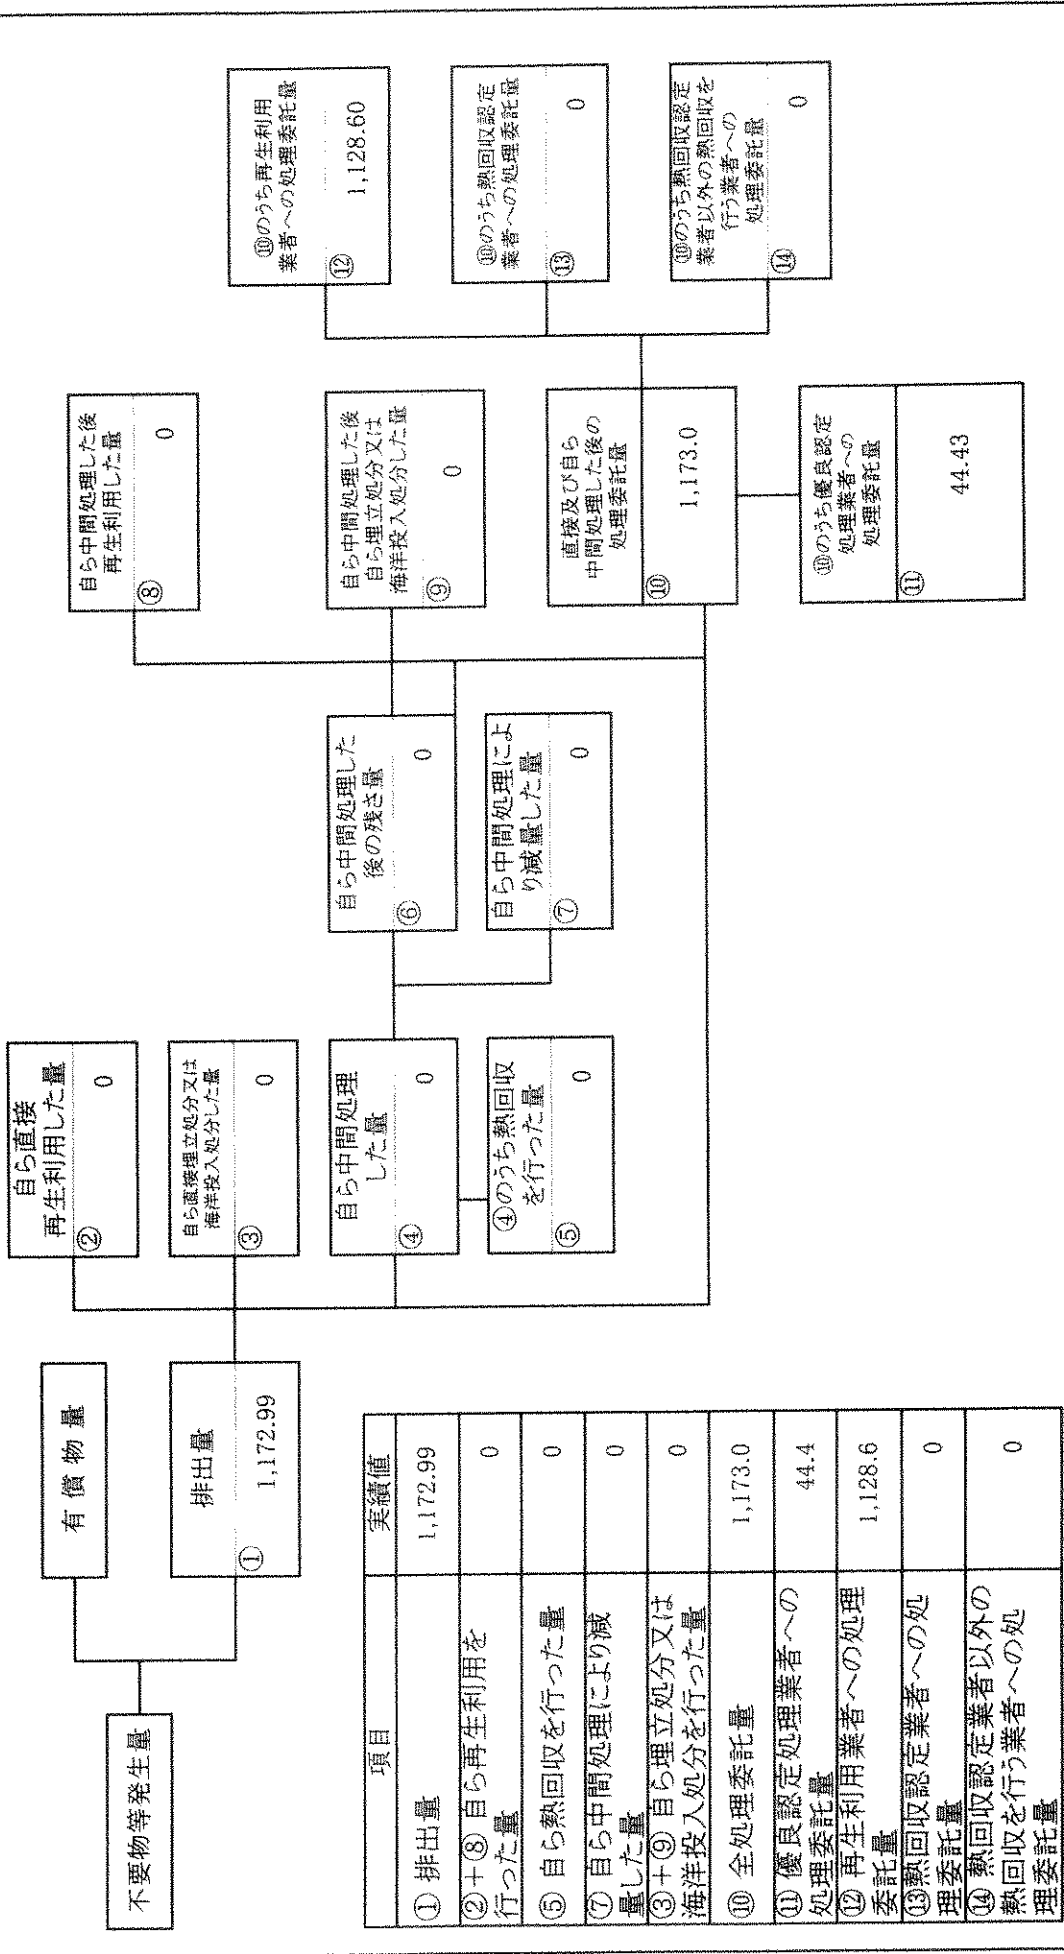 不要物等発生量
有償物量
排出量
①
1,172.99
自ら直接
再生利用した量
②
0
自ら直接埋立処分又は
海洋投入処分した量
③
0
自ら中間処理
した量
④
0
④のうち熱回収
を行った量
⑤
0
自ら中間処理した
後の残さ量
⑥
0
自ら中間処理によ
り減量した量
⑦
0
自ら中間処理した後
再生利用した量
⑧
0
自ら中間処理した後
自ら埋立処分又は
海洋投入処分した量
⑨
0
直接及び自ら
中間処理した後の
処理委託量
⑩
1,173.0
⑩のうち優良認定
処理業者への
処理委託量
⑪
44.43
⑩のうち再生利用
業者への処理委託量
⑫
1,128.60
⑩のうち熱回収認定
業者への処理委託量
⑬
0
⑩のうち熱回収認定
業者以外の熱回収を
行う業者への
処理委託量
⑭
0
項目 実績値
① 排出量 1,172.99
②+⑧ 自ら再生利用を
行った量 0
⑤ 自ら熱回収を行った量 0
⑦ 自ら中間処理により減
量した量 0
③+⑨ 自ら埋立処分又は
海洋投入処分を行った量 0
⑩ 全処理委託量 1,173.0
⑪ 優良認定処理業者への
処理委託量 44.4
⑫ 再生利用業者への処理
委託量 1,128.6
⑬熱回収認定業者への処
理委託量 0
⑭ 熱回収認定業者以外の
熱回収を行う業者への処
理委託量 0